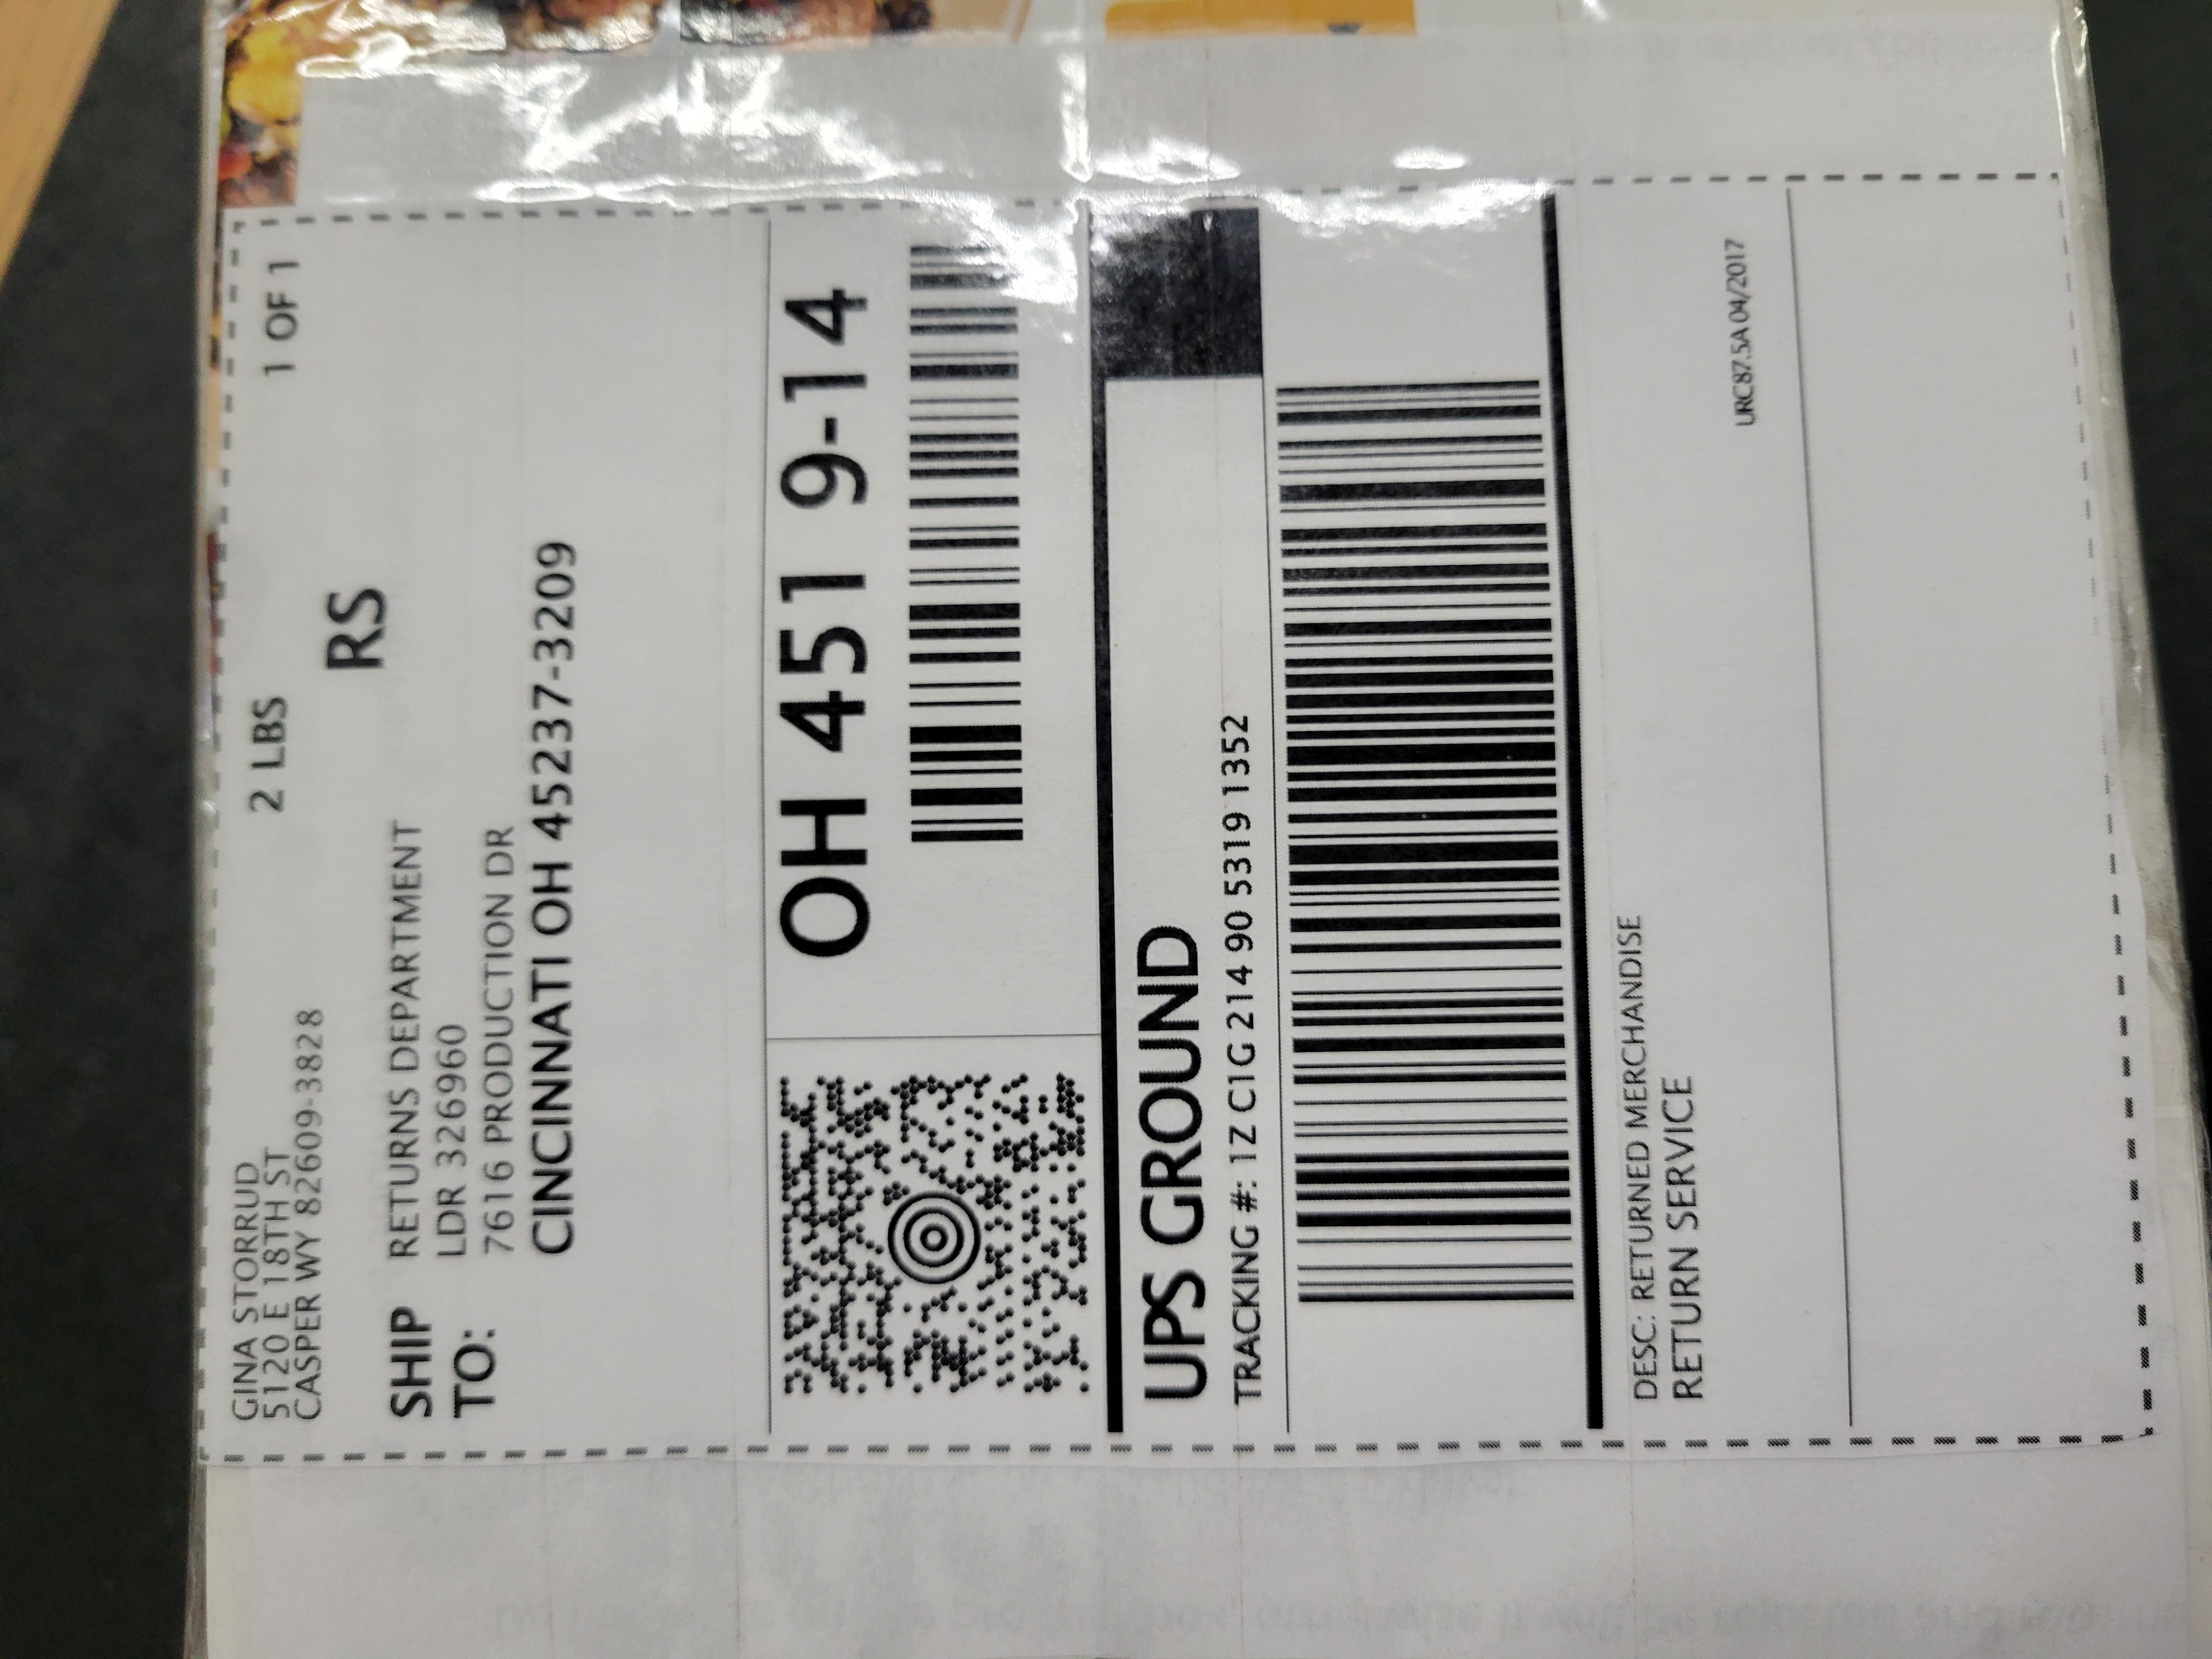 GINA STORRUD
5120 E 18TH ST
CASPER WY 82609-3828
2 LBS
1 OF 1
RS
SHIP TO:
RETURNS DEPARTMENT
LDR 326960
7616 PRODUCTION DR
CINCINNATI OH 45237-3209
OH 451 9-14
UPS GROUND
TRACKING #: 1Z C1G 214 90 5319 1352
DESC: RETURNED MERCHANDISE
RETURN SERVICE
URC87.5A 04/2017